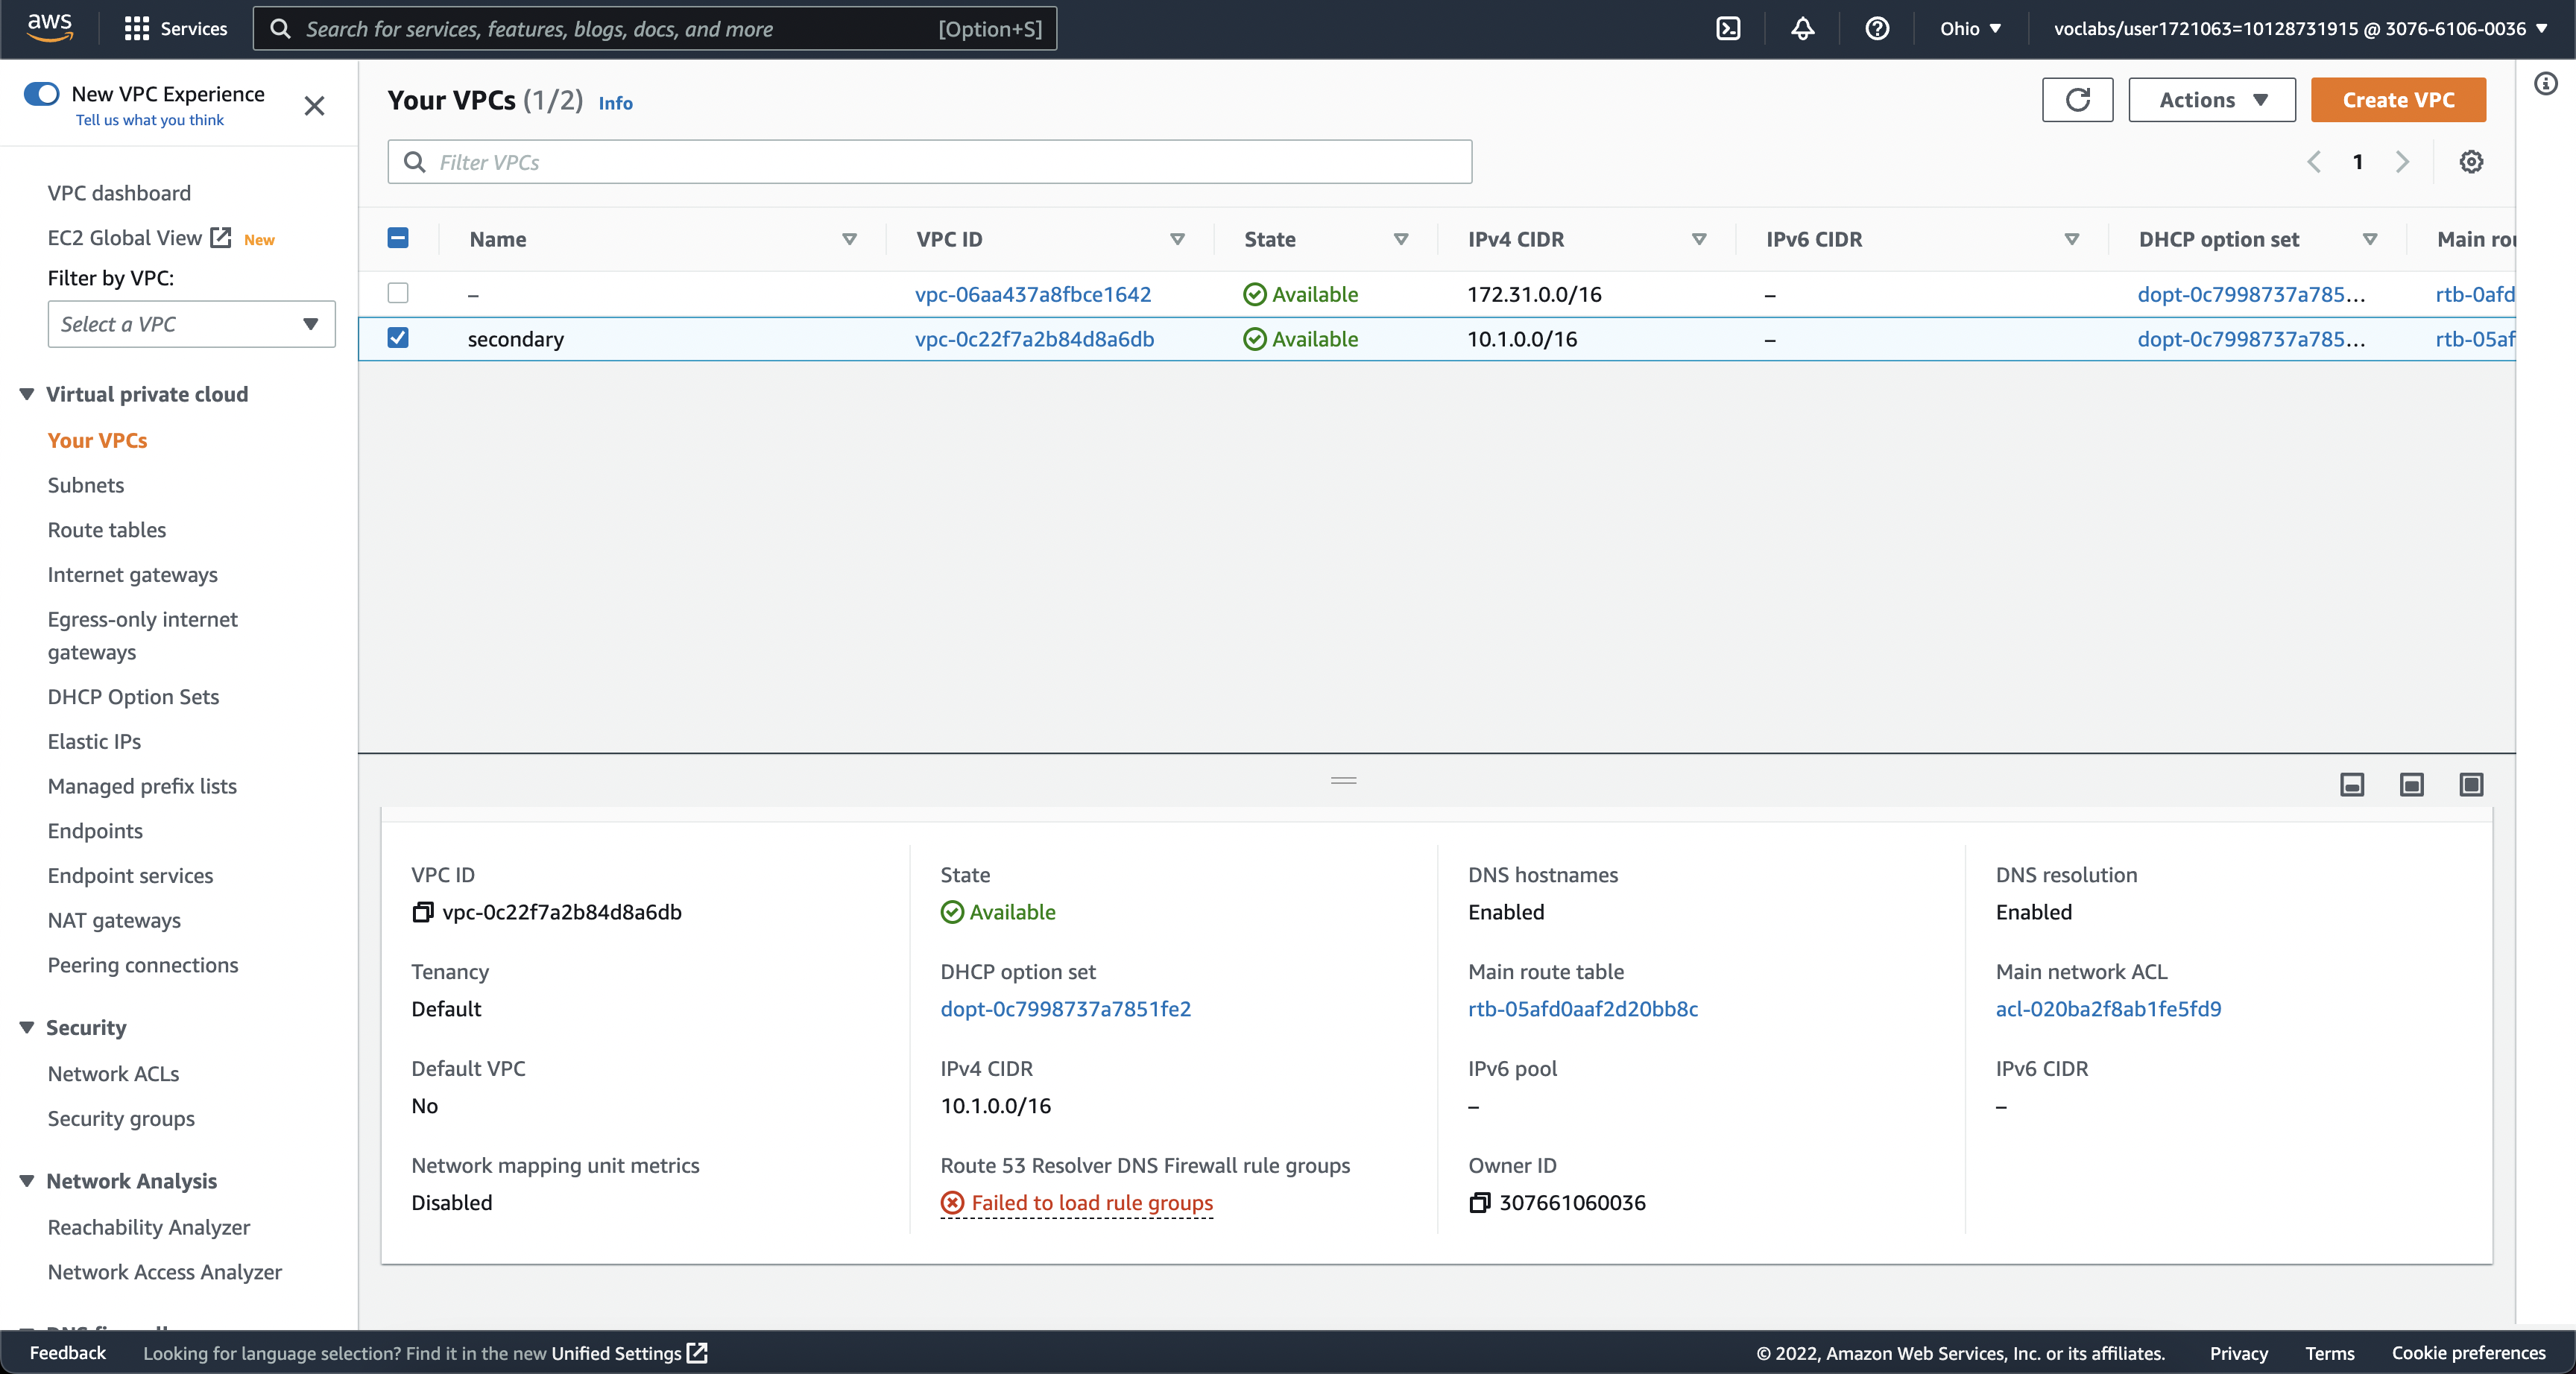 aws
Services
Search for services, features, blogs, docs, and more [Option+S]
Ohio
voclabs/user1721063=10128731915 @ 3076-6106-0036
New VPC Experience
Tell us what you think
VPC dashboard
EC2 Global View New
Filter by VPC:
Select a VPC
Virtual private cloud
Your VPCs
Subnets
Route tables
Internet gateways
Egress-only internet
gateways
DHCP Option Sets
Elastic IPs
Managed prefix lists
Endpoints
Endpoint services
NAT gateways
Peering connections
Security
Network ACLs
Security groups
Network Analysis
Reachability Analyzer
Network Access Analyzer
Your VPCs (1/2) Info
Actions
Create VPC
Filter VPCs
1
Name VPC ID State IPv4 CIDR IPv6 CIDR DHCP option set Main rou
– vpc-06aa437a8fbce1642 Available 172.31.0.0/16 – dopt-0c7998737a785... rtb-0afd
secondary vpc-0c22f7a2b84d8a6db Available 10.1.0.0/16 – dopt-0c7998737a785... rtb-05af
VPC ID State DNS hostnames DNS resolution
vpc-0c22f7a2b84d8a6db Available Enabled Enabled
Tenancy DHCP option set Main route table Main network ACL
Default dopt-0c7998737a7851fe2 rtb-05afd0aaf2d20bb8c acl-020ba2f8ab1fe5fd9
Default VPC IPv4 CIDR IPv6 pool IPv6 CIDR
No 10.1.0.0/16 – –
Network mapping unit metrics Route 53 Resolver DNS Firewall rule groups Owner ID
Disabled Failed to load rule groups 307661060036
Feedback Looking for language selection? Find it in the new Unified Settings
© 2022, Amazon Web Services, Inc. or its affiliates. Privacy Terms Cookie preferences